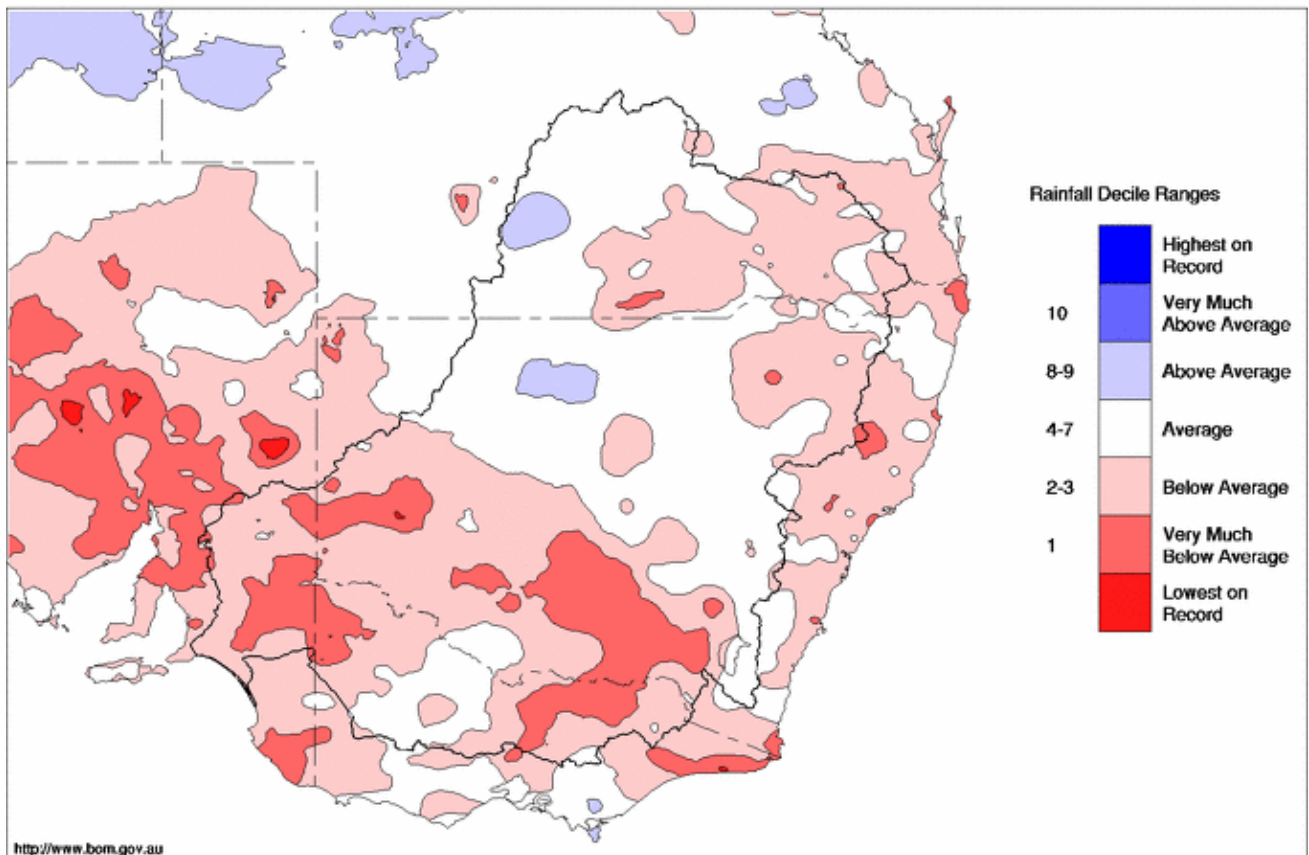 Rainfall Decile Ranges
Highest on
Record
10
Very Much
Above Average
8-9
Above Average
4-7
Average
2-3
Below Average
1
Very Much
Below Average
Lowest on
Record
http://www.bom.gov.au